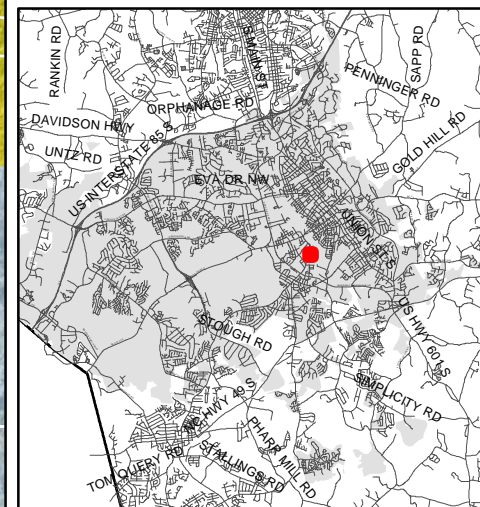 RANKIN RD
S MAIN ST
SAPP RD
PENNINGER RD
ORPHANAGE RD
DAVIDSON HWY
GOLD HILL RD
UNTZ RD
US INTERSTATE 85 S
EVA DR NW
UNION ST S
STOUGH RD
US HWY 601 S
SIMPLICITY RD
NC HWY 49 S
PHARR MILL RD
STALLINGS RD
TOM QUERY RD